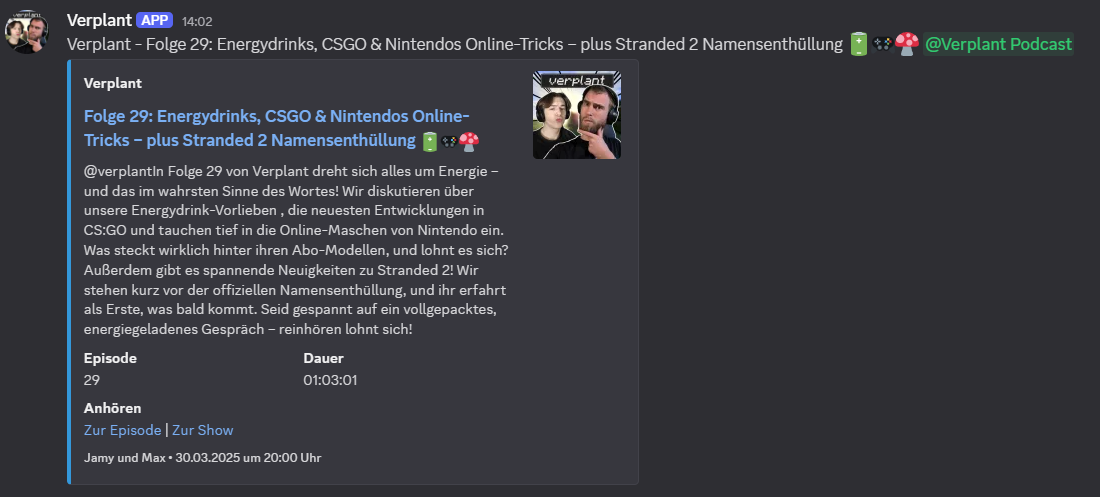 Verplant APP 14:02
Verplant - Folge 29: Energydrinks, CSGO & Nintendos Online-Tricks – plus Stranded 2 Namensenthüllung 🔋🎮🍄 @Verplant Podcast
Verplant
verplant
Folge 29: Energydrinks, CSGO & Nintendos Online-
Tricks – plus Stranded 2 Namensenthüllung 🔋🎮🍄
@verplantIn Folge 29 von Verplant dreht sich alles um Energie –
und das im wahrsten Sinne des Wortes! Wir diskutieren über
unsere Energydrink-Vorlieben , die neuesten Entwicklungen in
CS:GO und tauchen tief in die Online-Maschen von Nintendo ein.
Was steckt wirklich hinter ihren Abo-Modellen, und lohnt es sich?
Außerdem gibt es spannende Neuigkeiten zu Stranded 2! Wir
stehen kurz vor der offiziellen Namensenthüllung, und ihr erfahrt
als Erste, was bald kommt. Seid gespannt auf ein vollgepacktes,
energiegeladenes Gespräch – reinhören lohnt sich!
Episode Dauer
29 01:03:01
Anhören
Zur Episode | Zur Show
Jamy und Max • 30.03.2025 um 20:00 Uhr